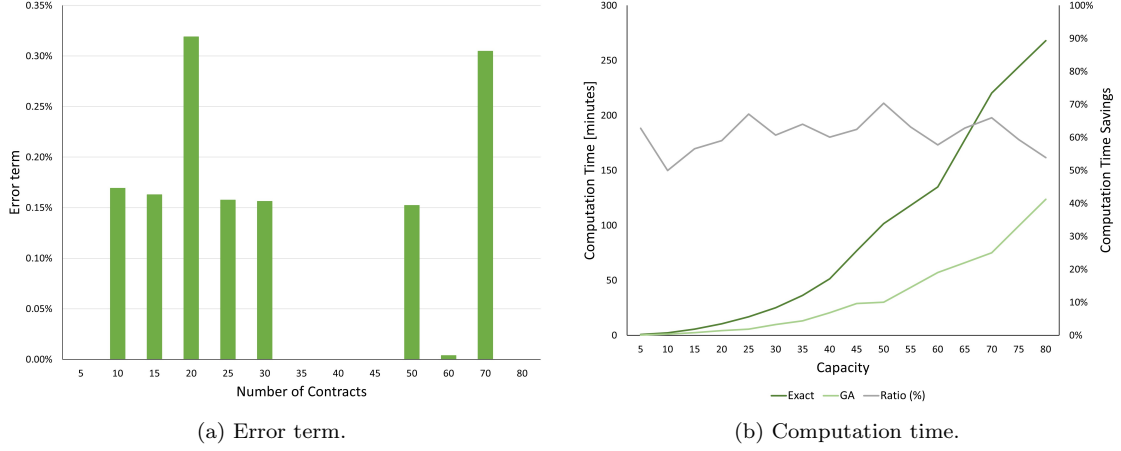 0.35%
0.30%
0.25%
0.20%
0.15%
0.10%
0.05%
0.00%
Error term
5 10 15 20 25 30 35 40 45 50 60 70 80
Number of Contracts
(a) Error term.
300
250
200
150
100
50
0
Computation Time [minutes]
100%
90%
80%
70%
60%
50%
40%
30%
20%
10%
0%
Computation Time Savings
5 10 15 20 25 30 35 40 45 50 55 60 65 70 75 80
Capacity
Exact GA Ratio (%)
(b) Computation time.